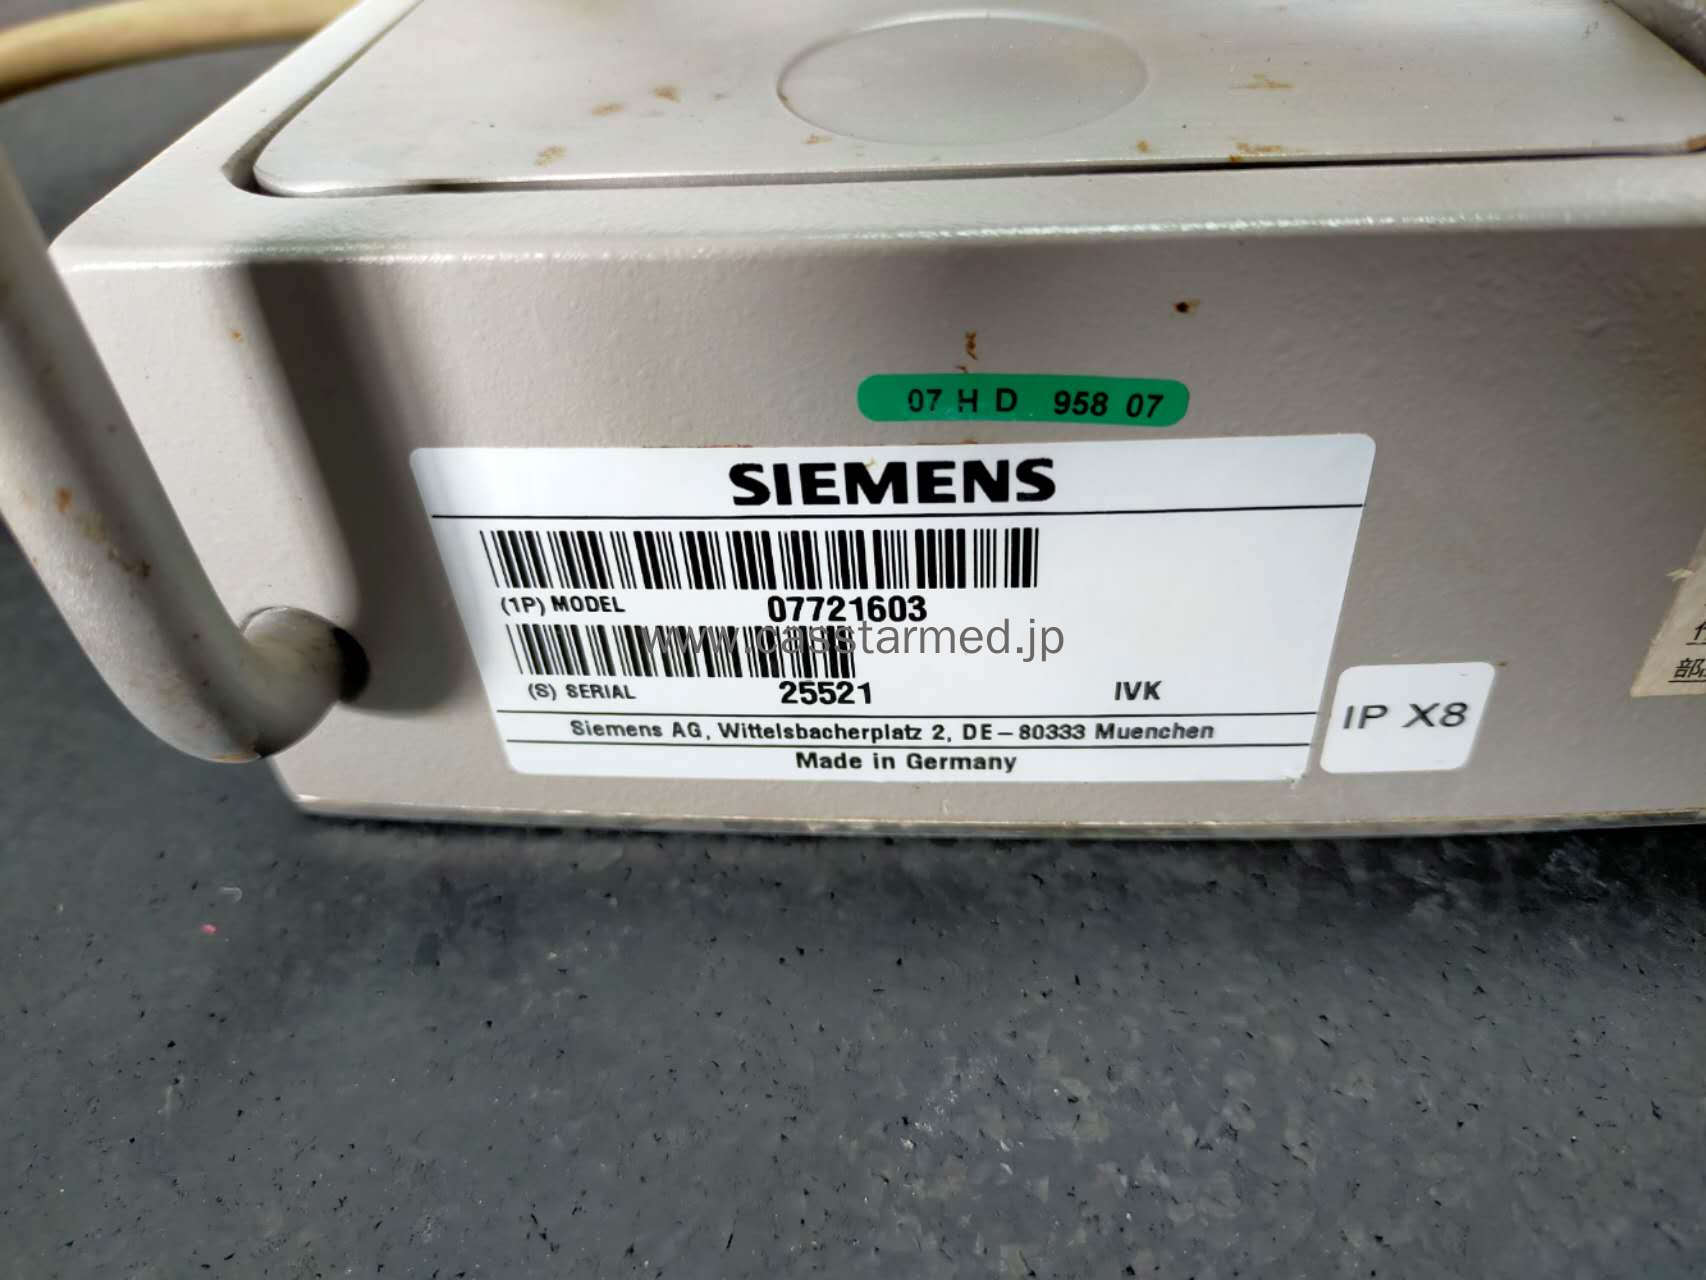 07 H D 958 07
SIEMENS
(1P) MODEL 07721603
www.casstarmed.jp
(S) SERIAL 25521 IVK
Siemens AG, Wittelsbacherplatz 2, DE-80333 Muenchen
Made in Germany
IP X8